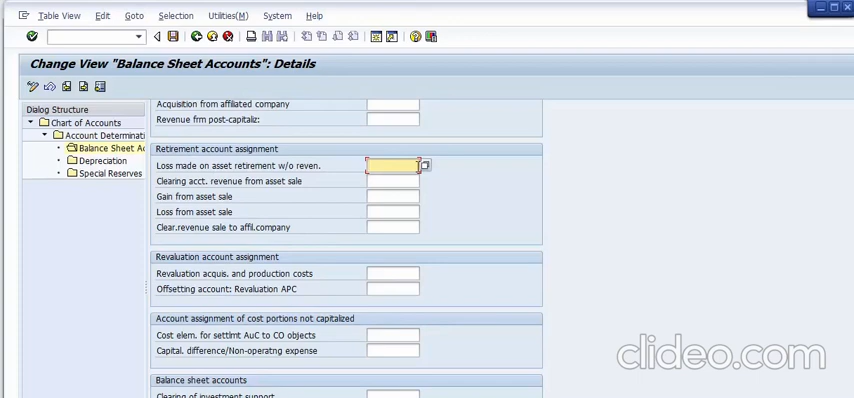 Table View Edit Goto Selection Utilities(M) System Help
Change View "Balance Sheet Accounts": Details
Dialog Structure
Chart of Accounts
Account Determinati
Balance Sheet Ac
Depreciation
Special Reserves
Acquisition from affiliated company
Revenue frm post-capitaliz:
Retirement account assignment
Loss made on asset retirement w/o reven.
Clearing acct. revenue from asset sale
Gain from asset sale
Loss from asset sale
Clear.revenue sale to affil.company
Revaluation account assignment
Revaluation acquis. and production costs
Offsetting account: Revaluation APC
Account assignment of cost portions not capitalized
Cost elem. for settlmt AuC to CO objects
Capital. difference/Non-operatng expense
Balance sheet accounts
Clearing of investment support
clideo.com